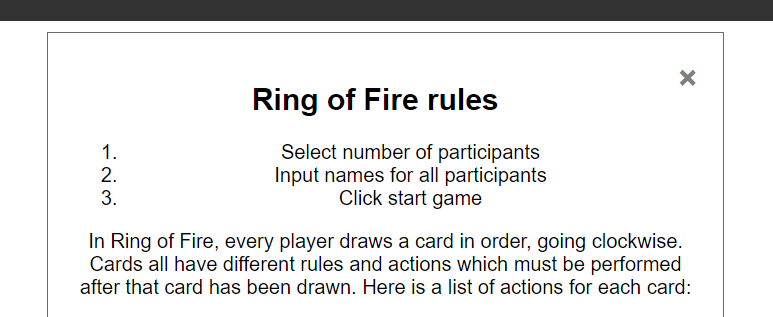 Ring of Fire rules
1. Select number of participants
2. Input names for all participants
3. Click start game
In Ring of Fire, every player draws a card in order, going clockwise.
Cards all have different rules and actions which must be performed
after that card has been drawn. Here is a list of actions for each card: